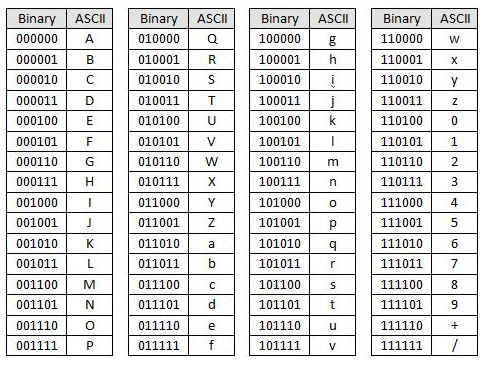 Binary ASCII Binary ASCII Binary ASCII Binary ASCII
000000 A 010000 Q 100000 g 110000 w
000001 B 010001 R 100001 h 110001 x
000010 C 010010 S 100010 i 110010 y
000011 D 010011 T 100011 j 110011 z
000100 E 010100 U 100100 k 110100 0
000101 F 010101 V 100101 l 110101 1
000110 G 010110 W 100110 m 110110 2
000111 H 010111 X 100111 n 110111 3
001000 I 011000 Y 101000 o 111000 4
001001 J 011001 Z 101001 p 111001 5
001010 K 011010 a 101010 q 111010 6
001011 L 011011 b 101011 r 111011 7
001100 M 011100 c 101100 s 111100 8
001101 N 011101 d 101101 t 111101 9
001110 O 011110 e 101110 u 111110 +
001111 P 011111 f 101111 v 111111 /